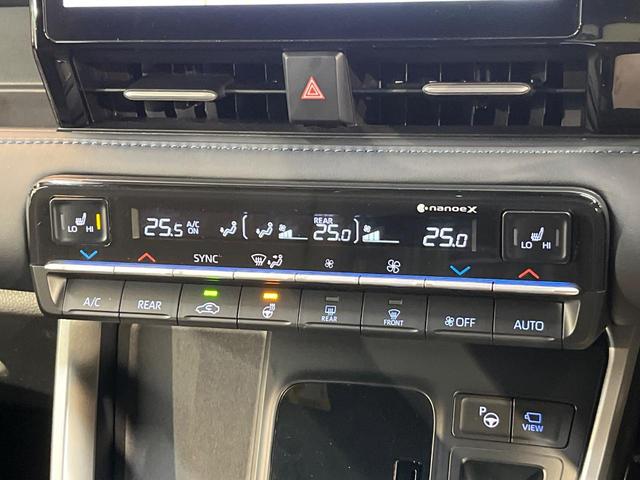 nanoe X
LO HI
25.5 A/C ON
REAR 25.0
25.0
LO HI
SYNC
A/C
REAR
REAR
FRONT
OFF
AUTO
P
VIEW